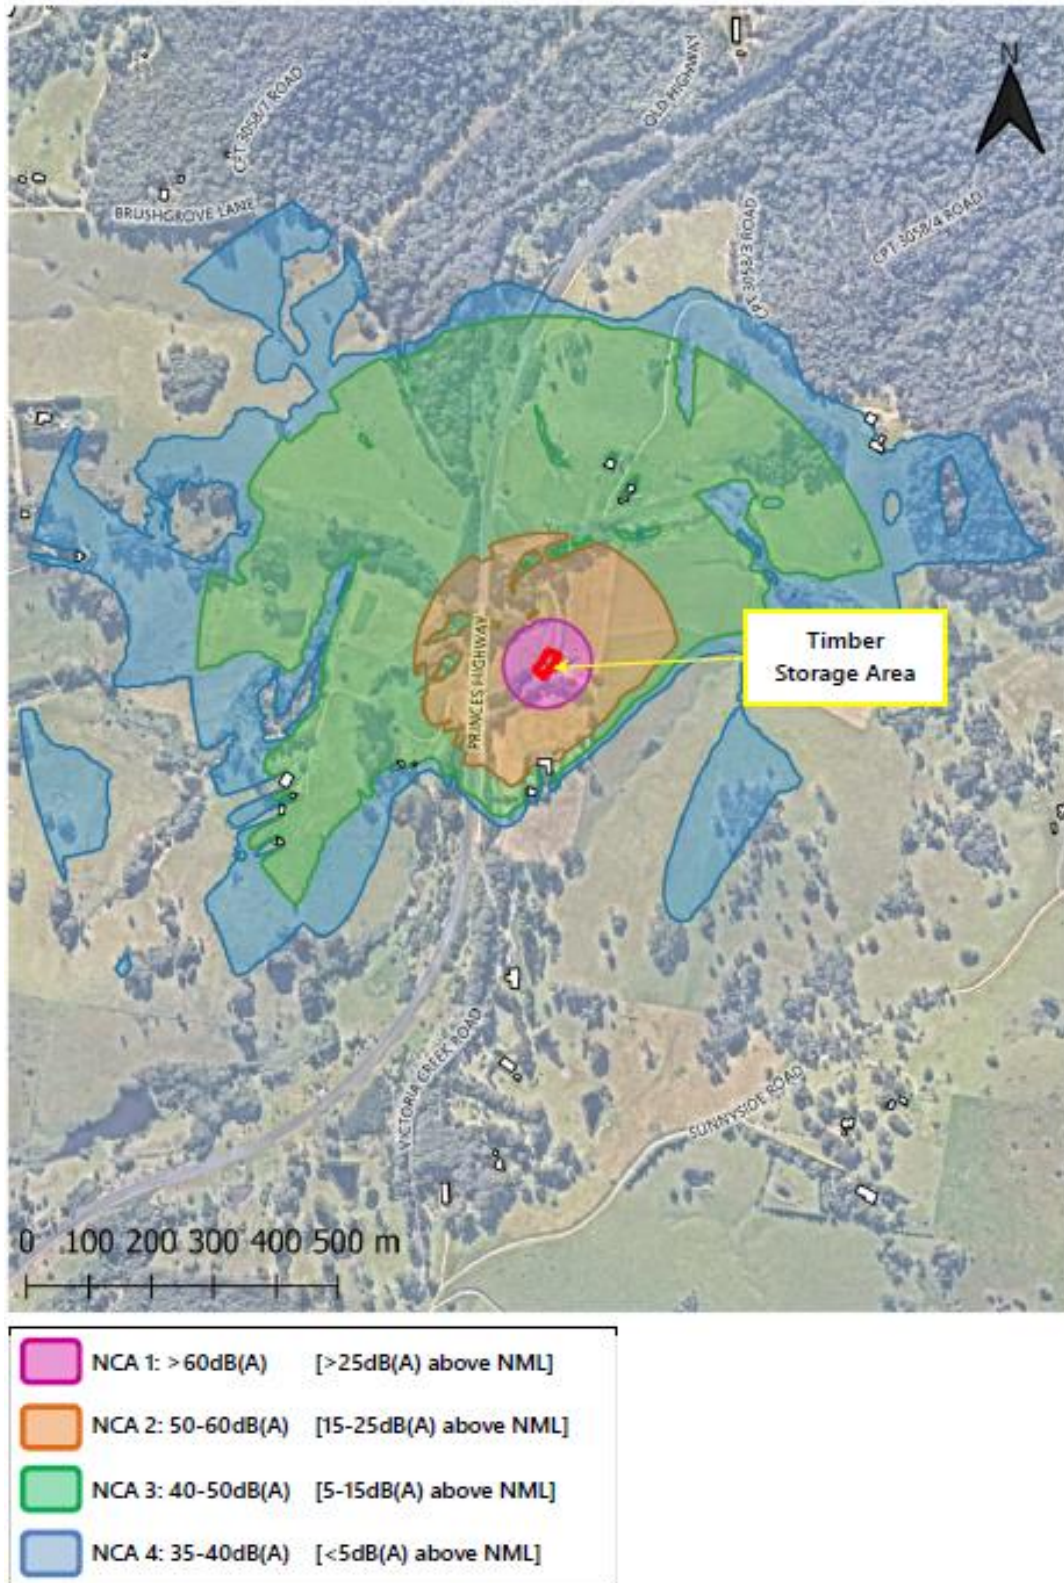 N
OLD HIGHWAY
CPT 3058/7 ROAD
BRUSHGROVE LANE
CPT 3058/3 ROAD
CPT 3058/4 ROAD
PRINCES HIGHWAY
Timber
Storage Area
VICTORIA CREEK ROAD
SUNNYSIDE ROAD
0 100 200 300 400 500 m
NCA 1: >60dB(A) [>25dB(A) above NML]
NCA 2: 50-60dB(A) [15-25dB(A) above NML]
NCA 3: 40-50dB(A) [5-15dB(A) above NML]
NCA 4: 35-40dB(A) [<5dB(A) above NML]